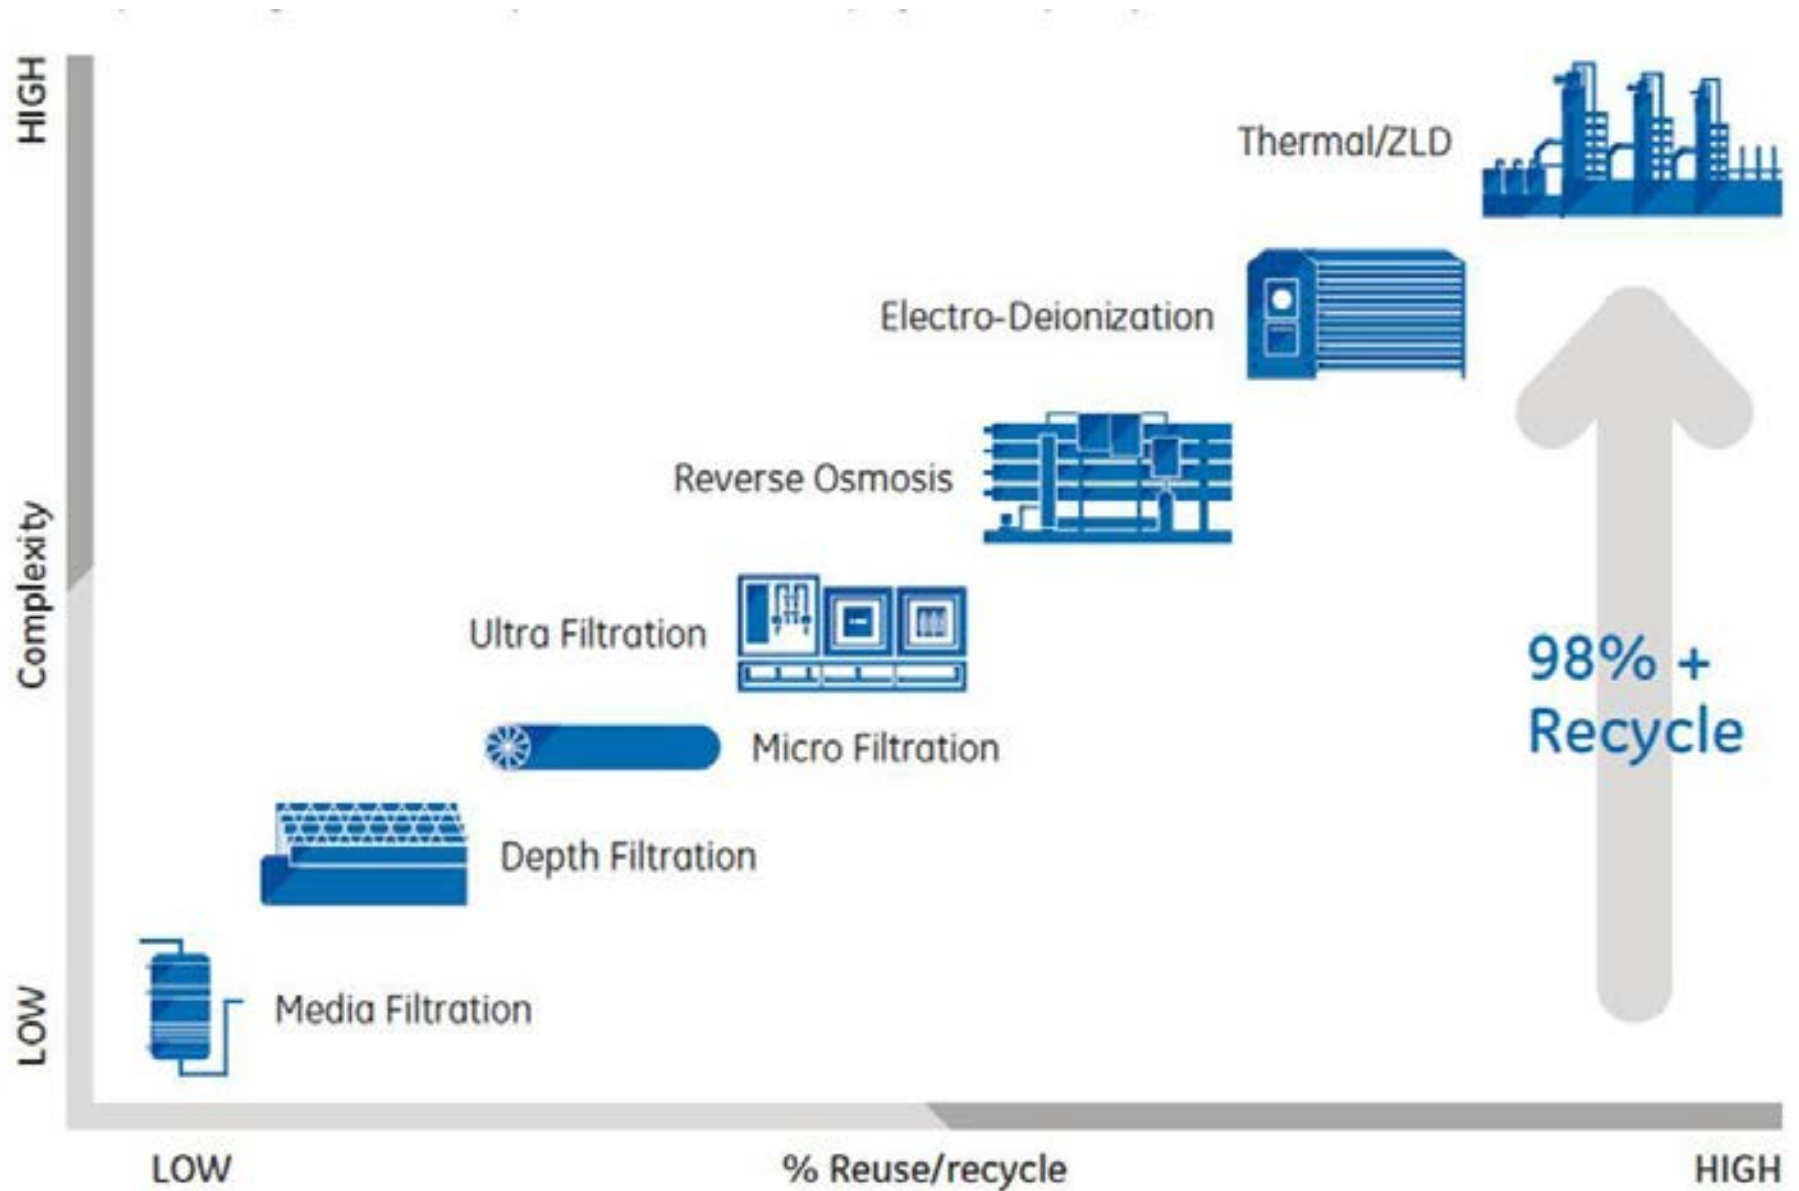 HIGH
Thermal/ZLD
Electro-Deionization
Reverse Osmosis
Complexity
Ultra Filtration
98% +
Recycle
Micro Filtration
Depth Filtration
Media Filtration
LOW
LOW
% Reuse/recycle
HIGH